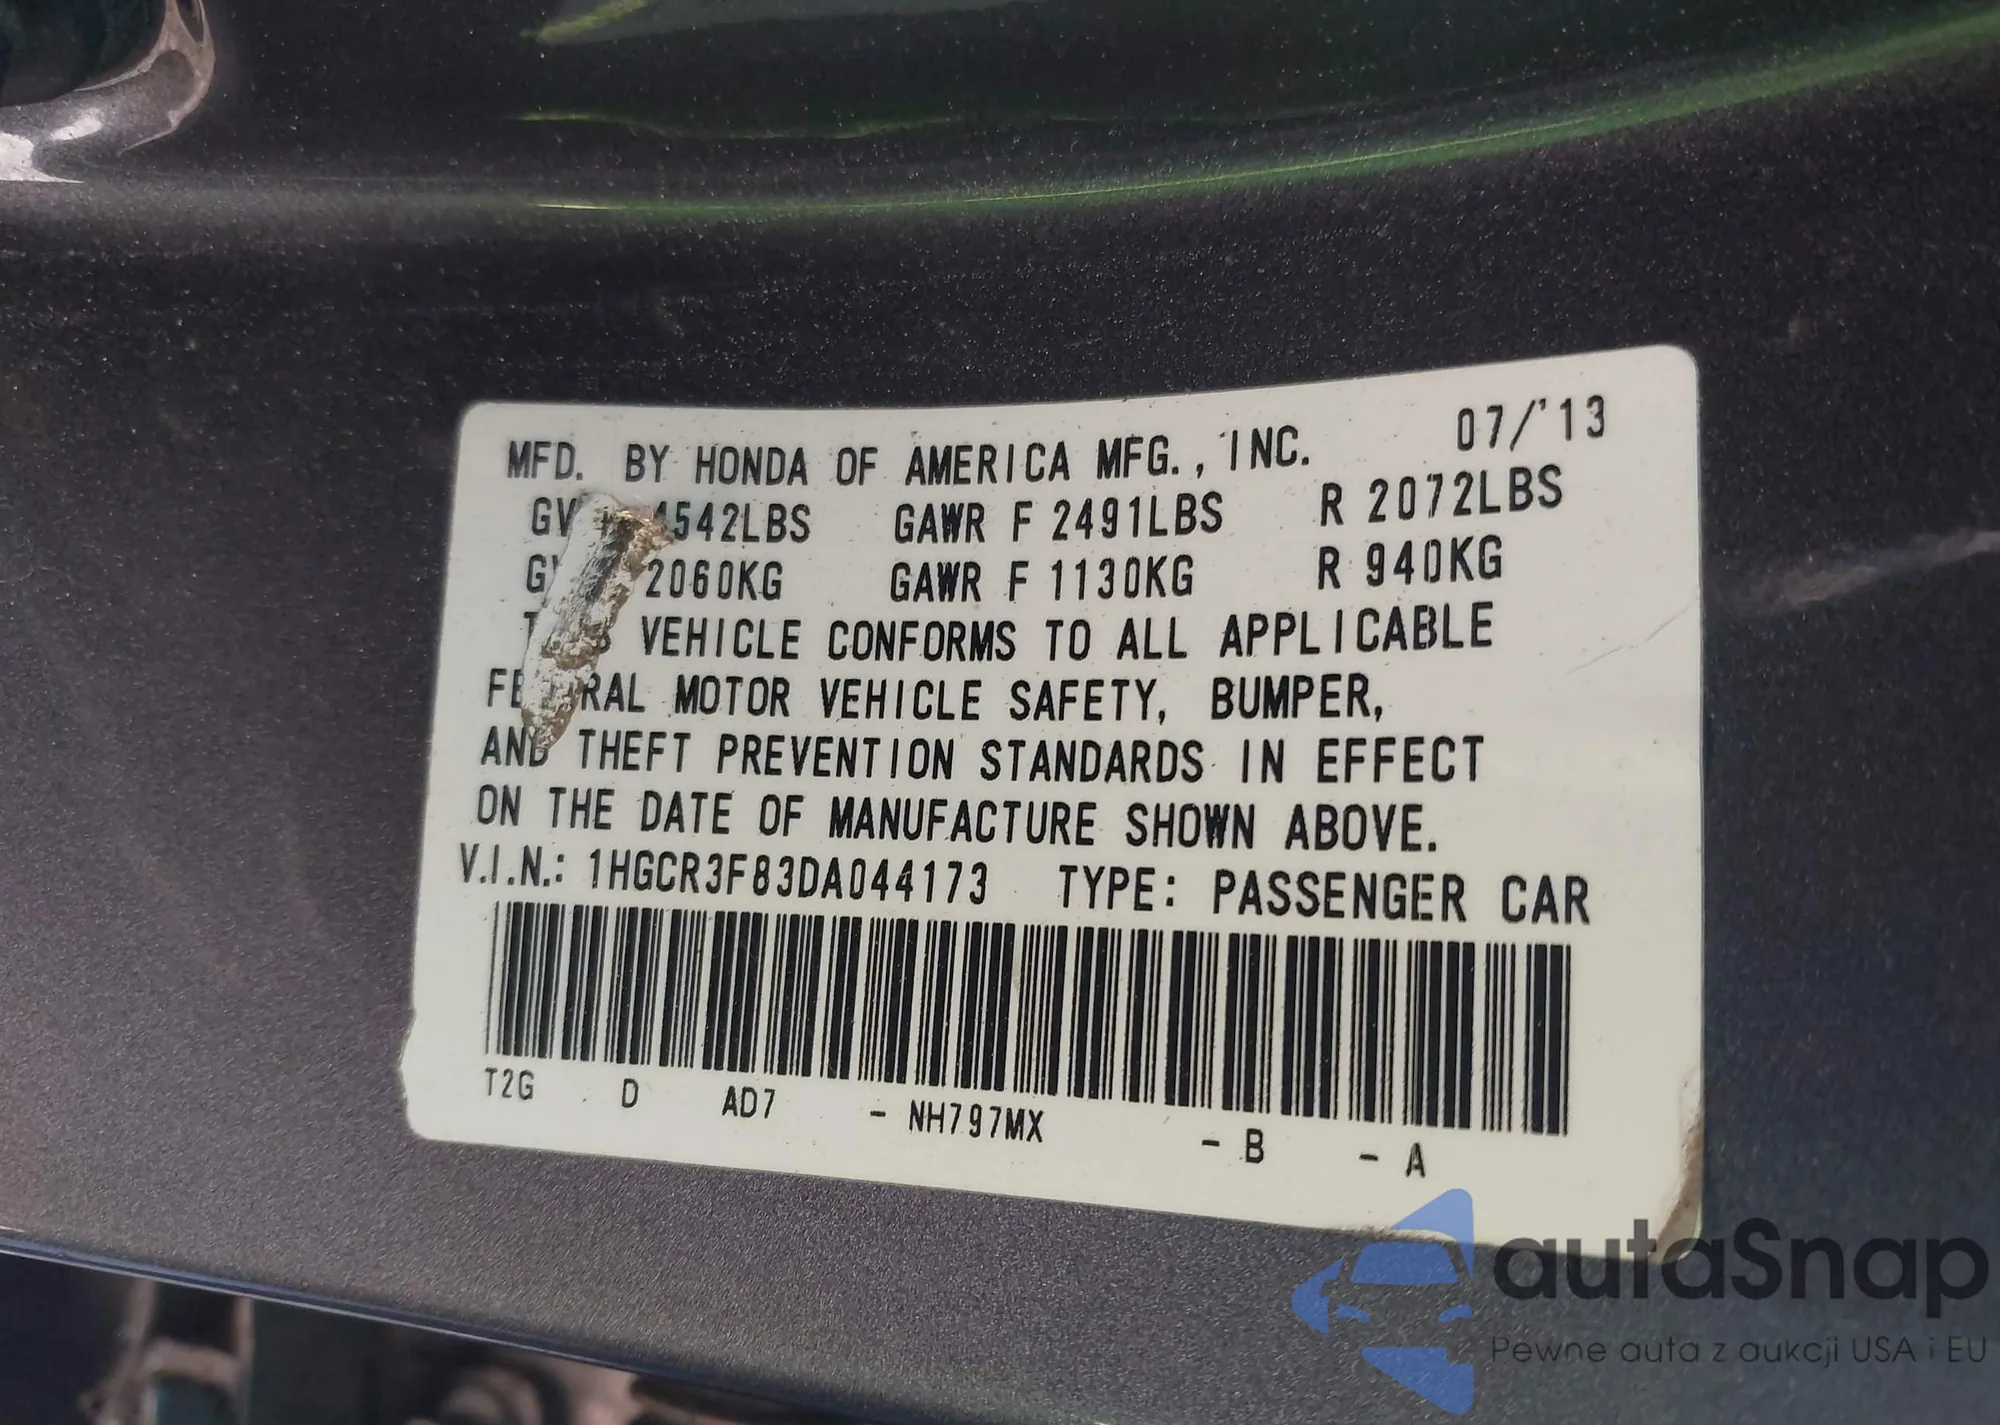 MFD. BY HONDA OF AMERICA MFG., INC. 07/'13
4542LBS GAWR F 2491LBS R 2072LBS
2060KG GAWR F 1130KG R 940KG
VEHICLE CONFORMS TO ALL APPLICABLE
MOTOR VEHICLE SAFETY, BUMPER,
AND THEFT PREVENTION STANDARDS IN EFFECT
ON THE DATE OF MANUFACTURE SHOWN ABOVE.
V.I.N.: 1HGCR3F83DA044173 TYPE: PASSENGER CAR
T2G D AD7 - NH797MX - B - A
autaSnap
Pewne auta z aukcji USA i EU